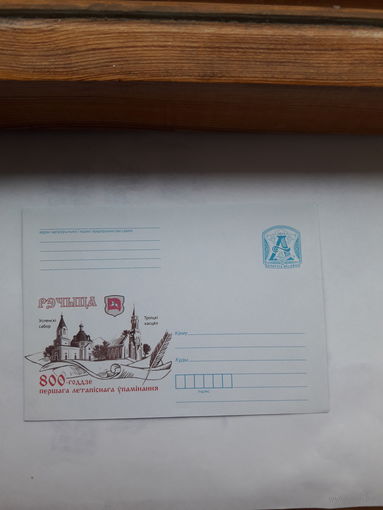 РЭЧЫЦА
Успенскі
сабор
Троіцкі
касцёл
800-годдзе
першага летапіснага ўпамінання
А
Каму
Куды